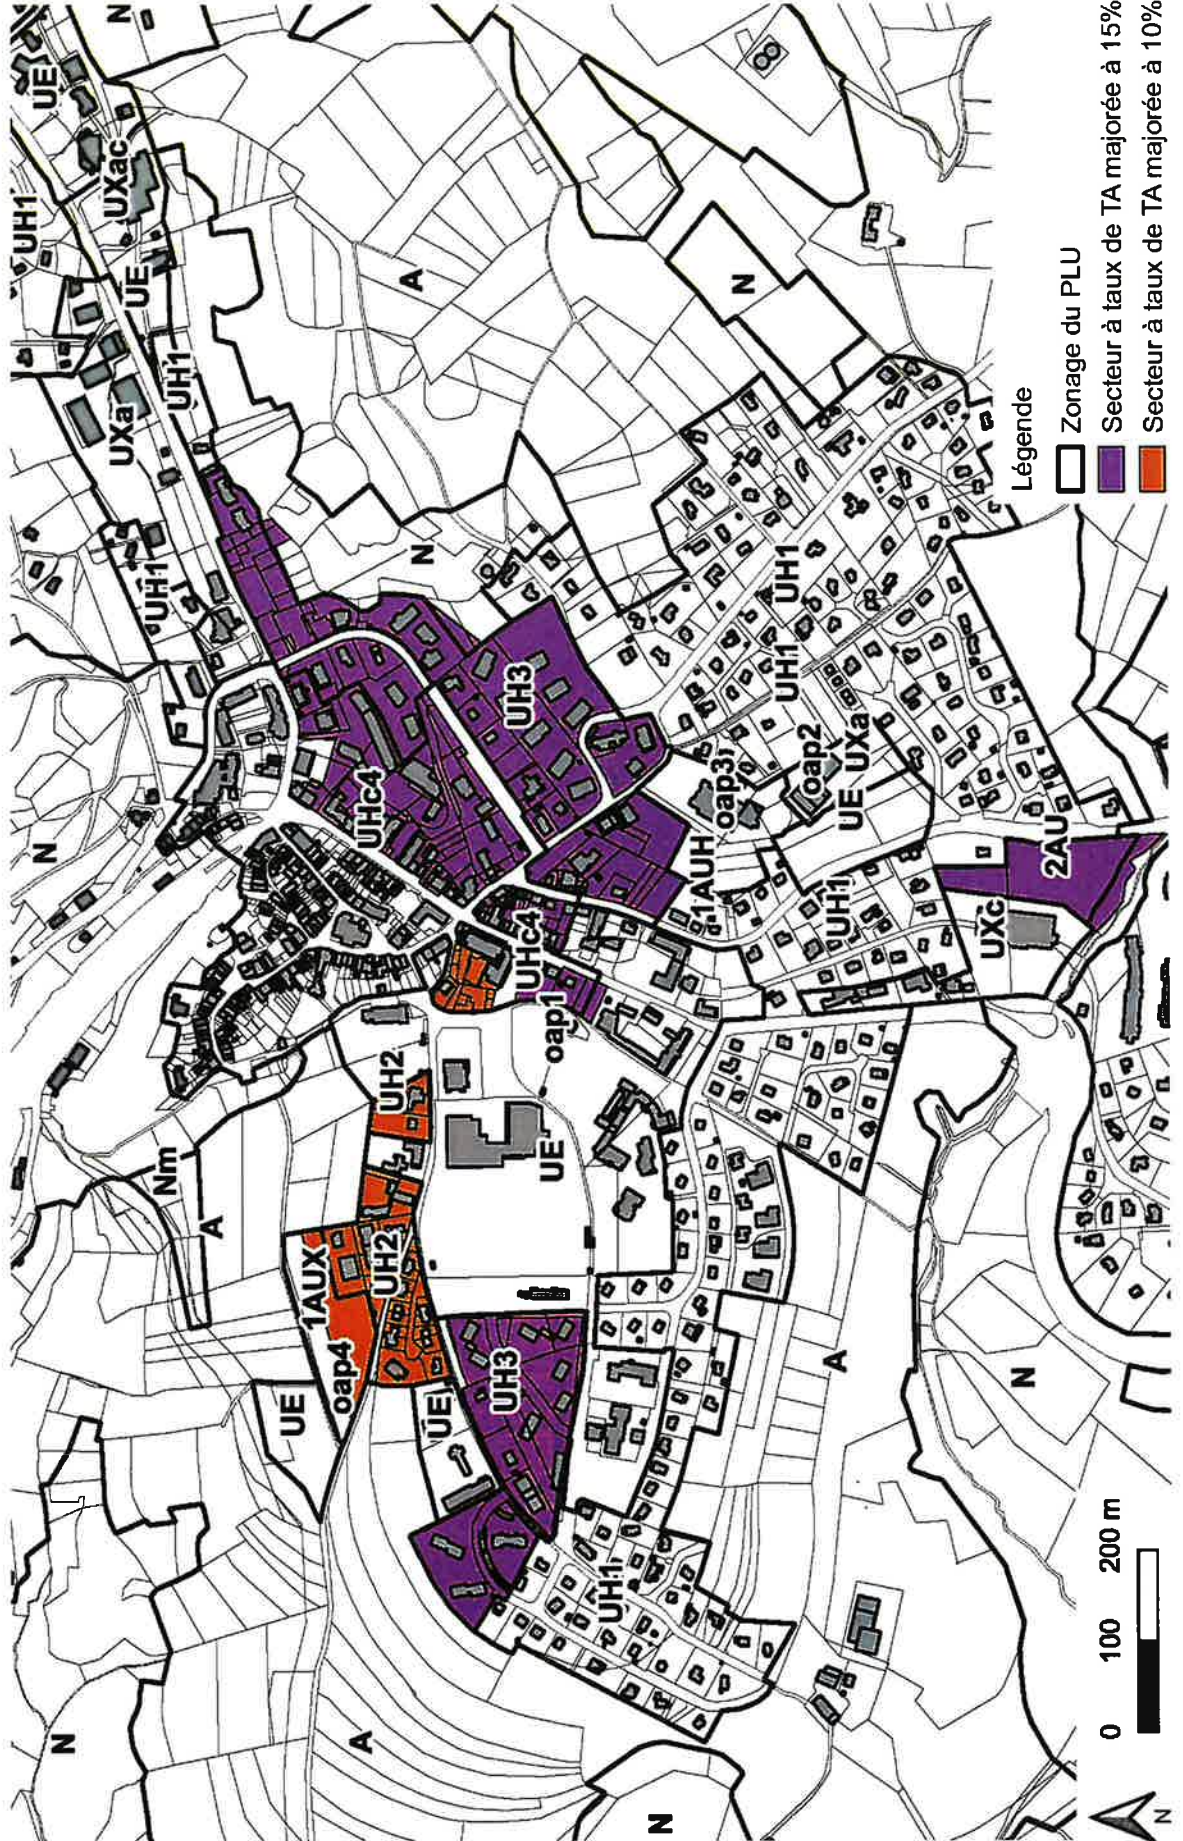 UH1
UE
N
N
UXac
N
UXa
UE
UH1
Nm
UH1
A
UE
1AUX
oap4
A
UHc4
UH2
UH2
A
N
UE
UH3
UH3
UHc4
oap1
UE
UH1
N
1AUH
oap3
N
UH1
UH1
oap2
A
UH1
UE
UXa
UXc
N
2AU
Légende
Zonage du PLU
Secteur à taux de TA majorée à 15%
Secteur à taux de TA majorée à 10%
0 100 200 m
N